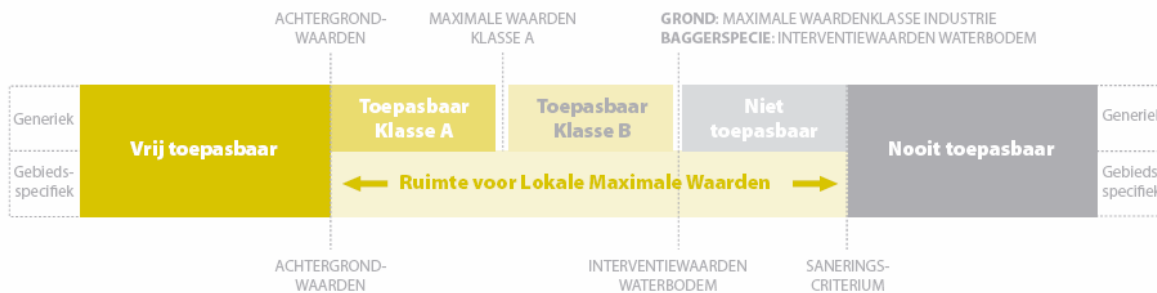 ACHTERGROND-
WAARDEN
MAXIMALE WAARDEN
KLASSE A
GROND: MAXIMALE WAARDENKLASSE INDUSTRIE
BAGGERSPECIE: INTERVENTIEWAARDEN WATERBODEM
Generiek
Gebieds-
specifiek
Vrij toepasbaar
Toepasbaar
Klasse A
Toepasbaar
Klasse B
Niet
toepasbaar
Ruimte voor Lokale Maximale Waarden
Nooit toepasbaar
Generiek
Gebieds-
specifiek
ACHTERGROND-
WAARDEN
INTERVENTIEWAARDEN
WATERBODEM
SANERINGS-
CRITERIUM